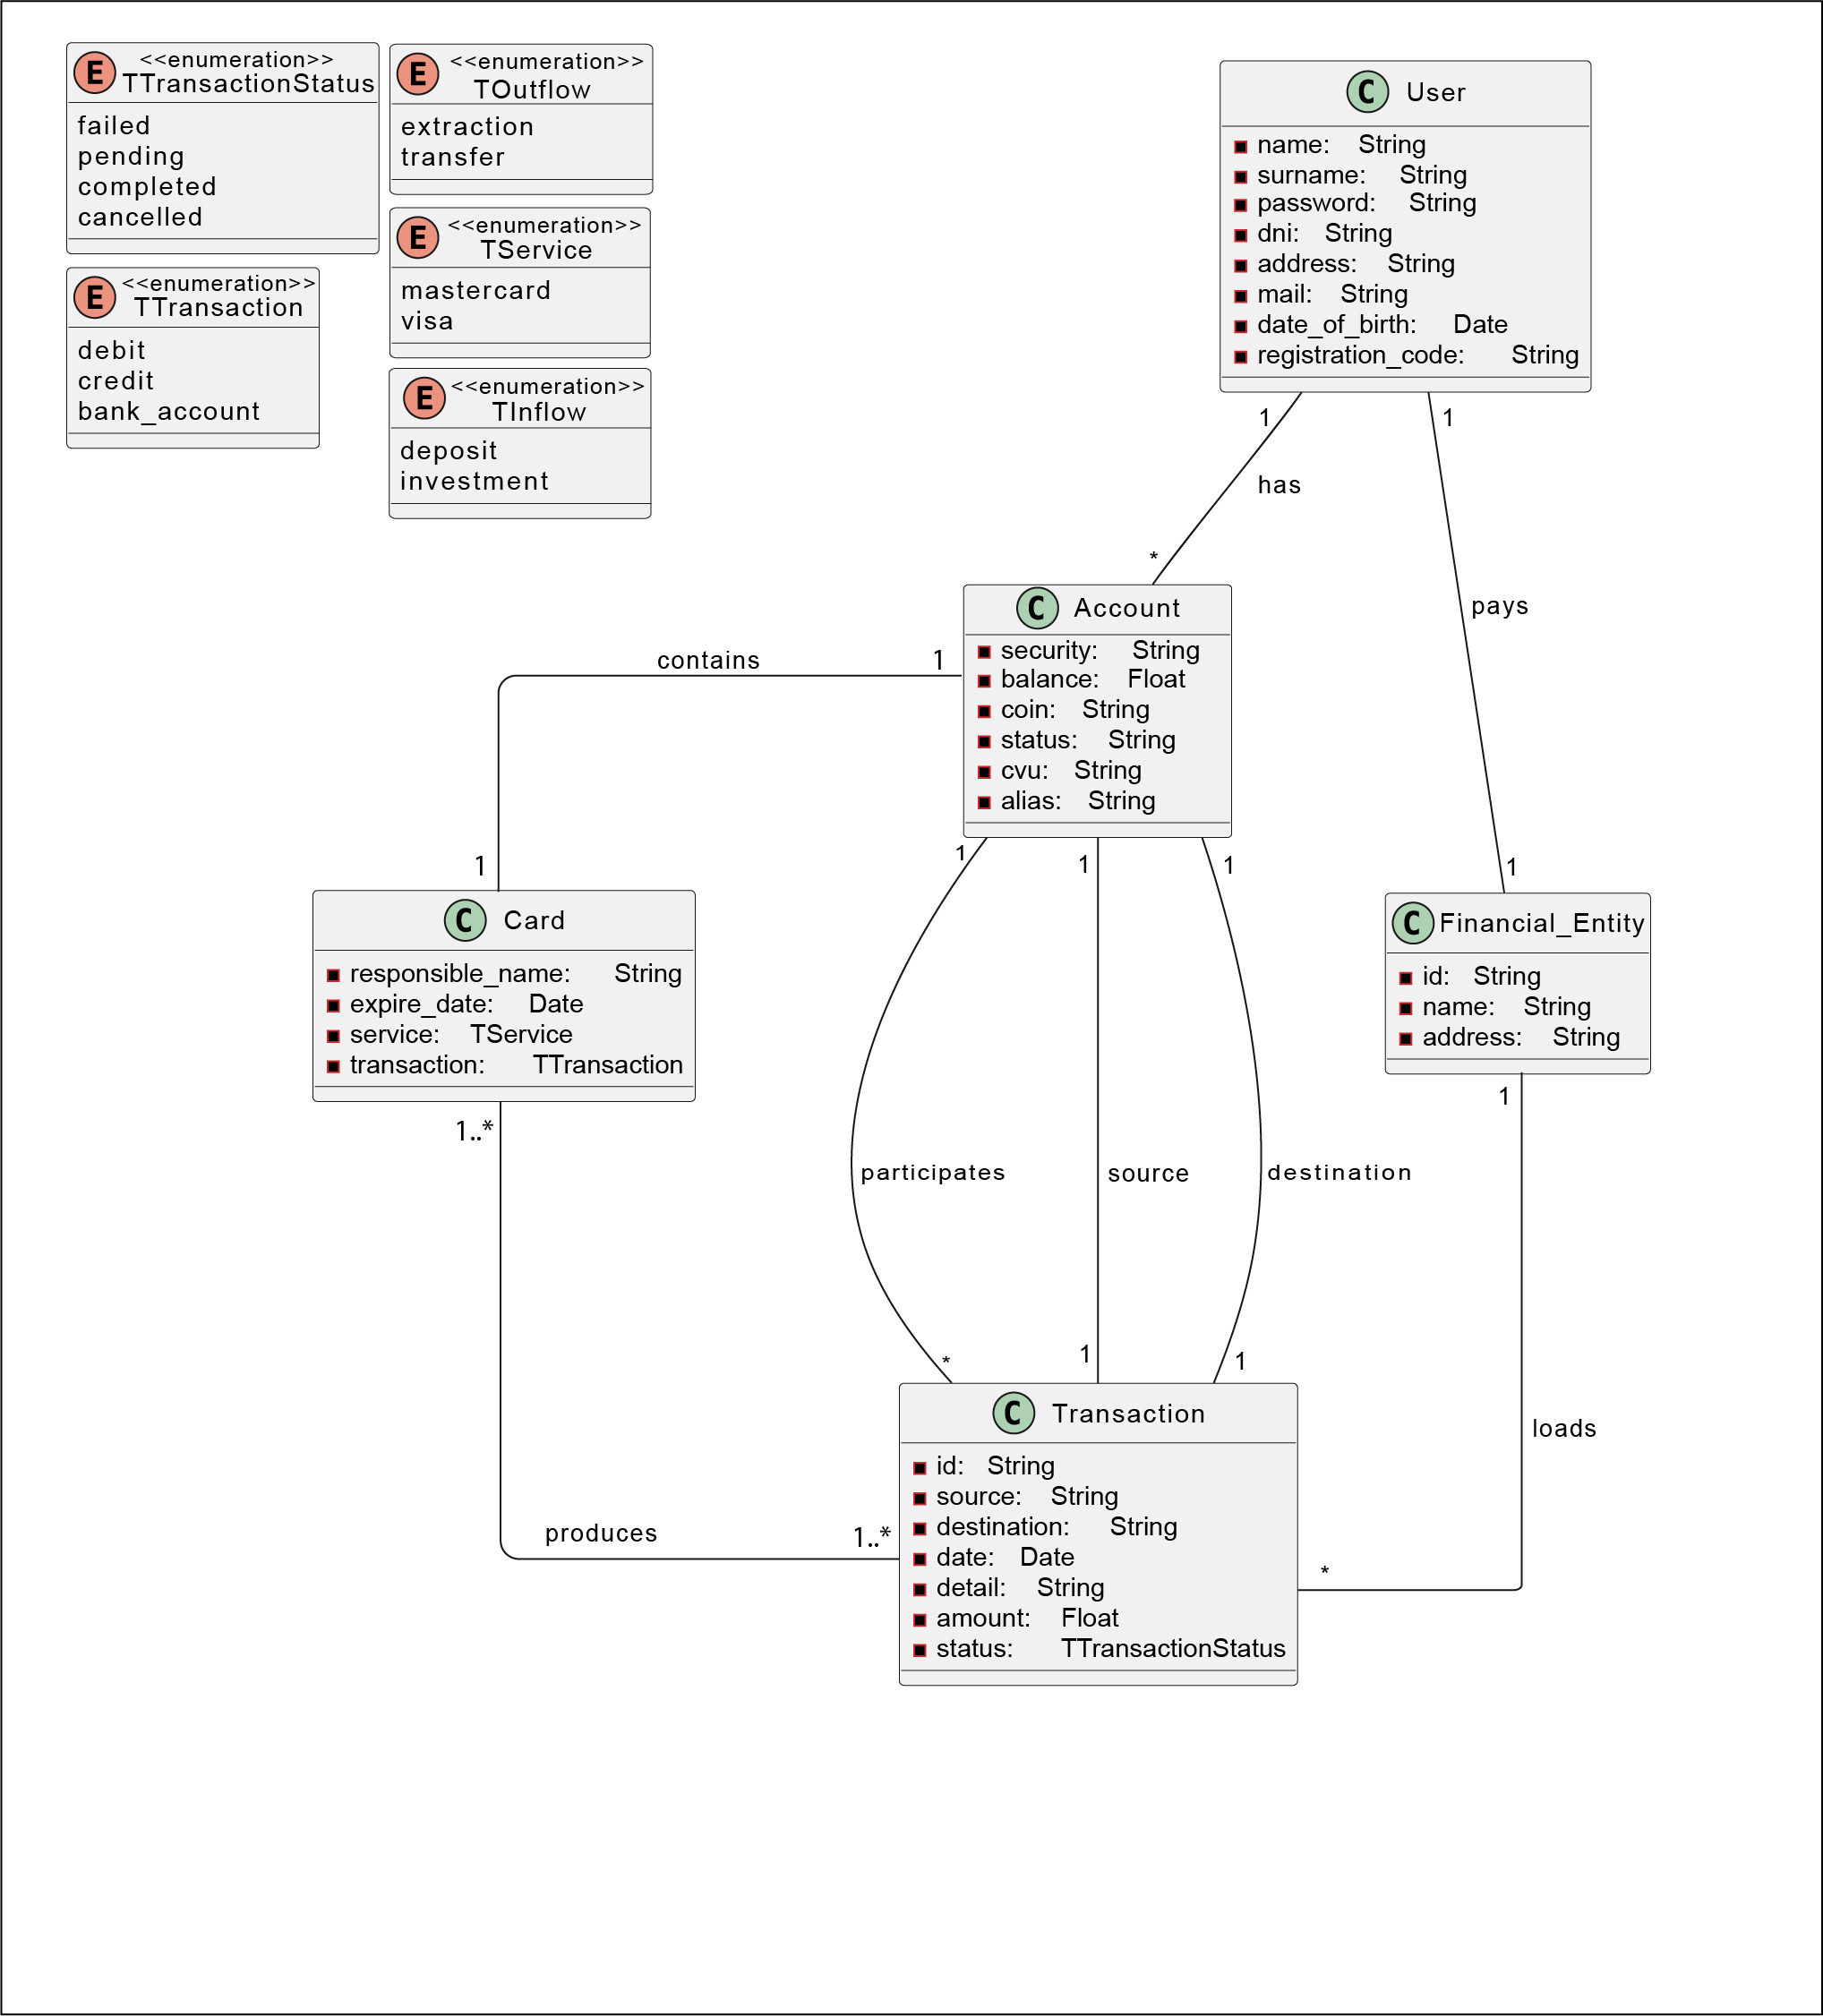 E
<<enumeration>>
TTransactionStatus
failed
pending
completed
cancelled
E
<<enumeration>>
TOutflow
extraction
transfer
E
<<enumeration>>
TService
mastercard
visa
E
<<enumeration>>
TTransaction
debit
credit
bank_account
E
<<enumeration>>
TInflow
deposit
investment
C User
name: String
surname: String
password: String
dni: String
address: String
mail: String
date_of_birth: Date
registration_code: String
1
1
has
*
pays
1
C Account
security: String
balance: Float
coin: String
status: String
cvu: String
alias: String
contains
1
1
C Card
responsible_name: String
expire_date: Date
service: TService
transaction: TTransaction
1..*
1
1
1
C Financial_Entity
id: String
name: String
address: String
1
participates
source
destination
*
1
1
loads
produces
1..*
*
C Transaction
id: String
source: String
destination: String
date: Date
detail: String
amount: Float
status: TTransactionStatus